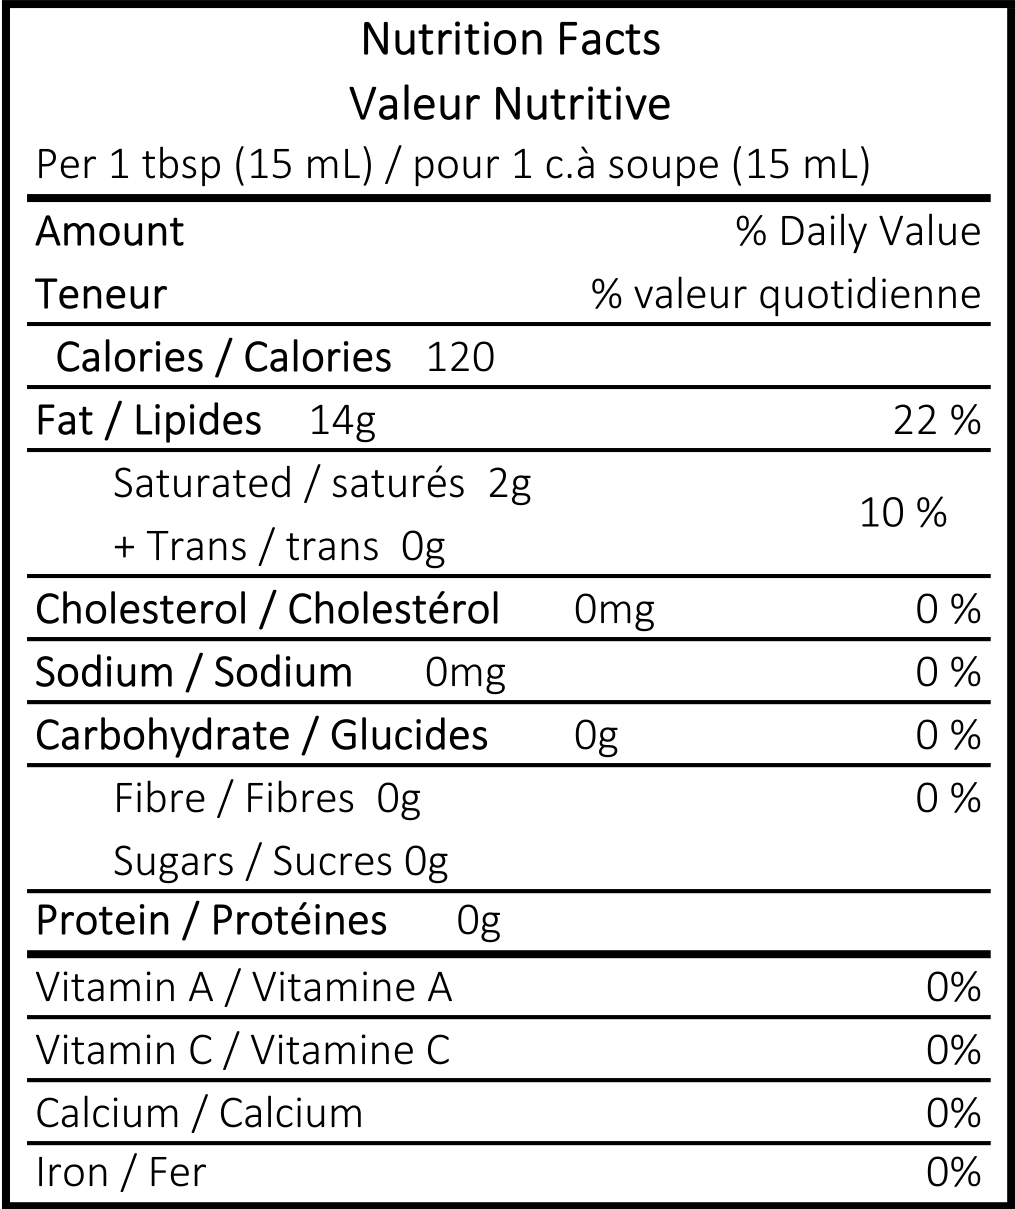 Nutrition Facts
Valeur Nutritive
Per 1 tbsp (15 mL) / pour 1 c.à soupe (15 mL)
Amount % Daily Value
Teneur % valeur quotidienne
Calories / Calories 120
Fat / Lipides 14g 22 %
Saturated / saturés 2g
10 %
+ Trans / trans 0g
Cholesterol / Cholestérol 0mg 0 %
Sodium / Sodium 0mg 0 %
Carbohydrate / Glucides 0g 0 %
Fibre / Fibres 0g 0 %
Sugars / Sucres 0g
Protein / Protéines 0g
Vitamin A / Vitamine A 0%
Vitamin C / Vitamine C 0%
Calcium / Calcium 0%
Iron / Fer 0%